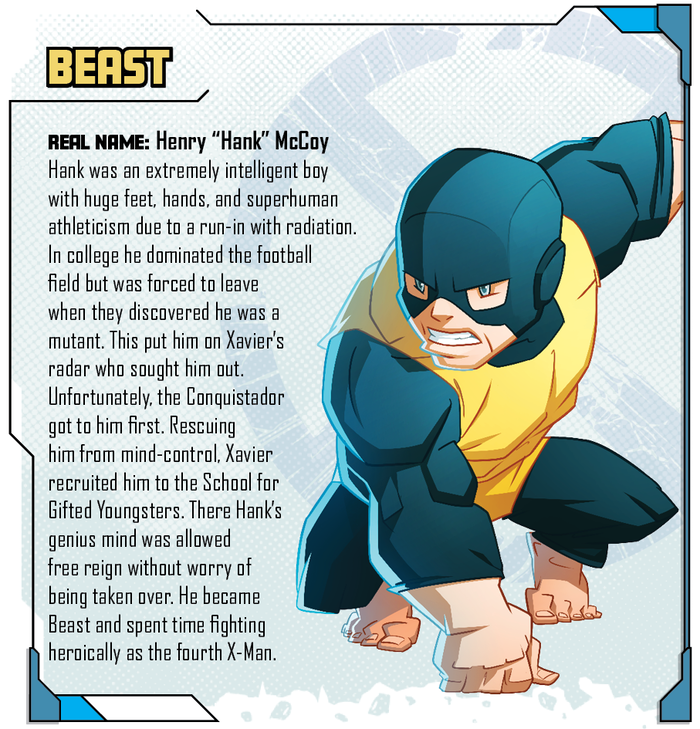 BEAST
REAL NAME: Henry “Hank” McCoy
Hank was an extremely intelligent boy
with huge feet, hands, and superhuman
athleticism due to a run-in with radiation.
In college he dominated the football
field but was forced to leave
when they discovered he was a
mutant. This put him on Xavier’s
radar who sought him out.
Unfortunately, the Conquistador
got to him first. Rescuing
him from mind-control, Xavier
recruited him to the School for
Gifted Youngsters. There Hank’s
genius mind was allowed
free reign without worry of
being taken over. He became
Beast and spent time fighting
heroically as the fourth X-Man.